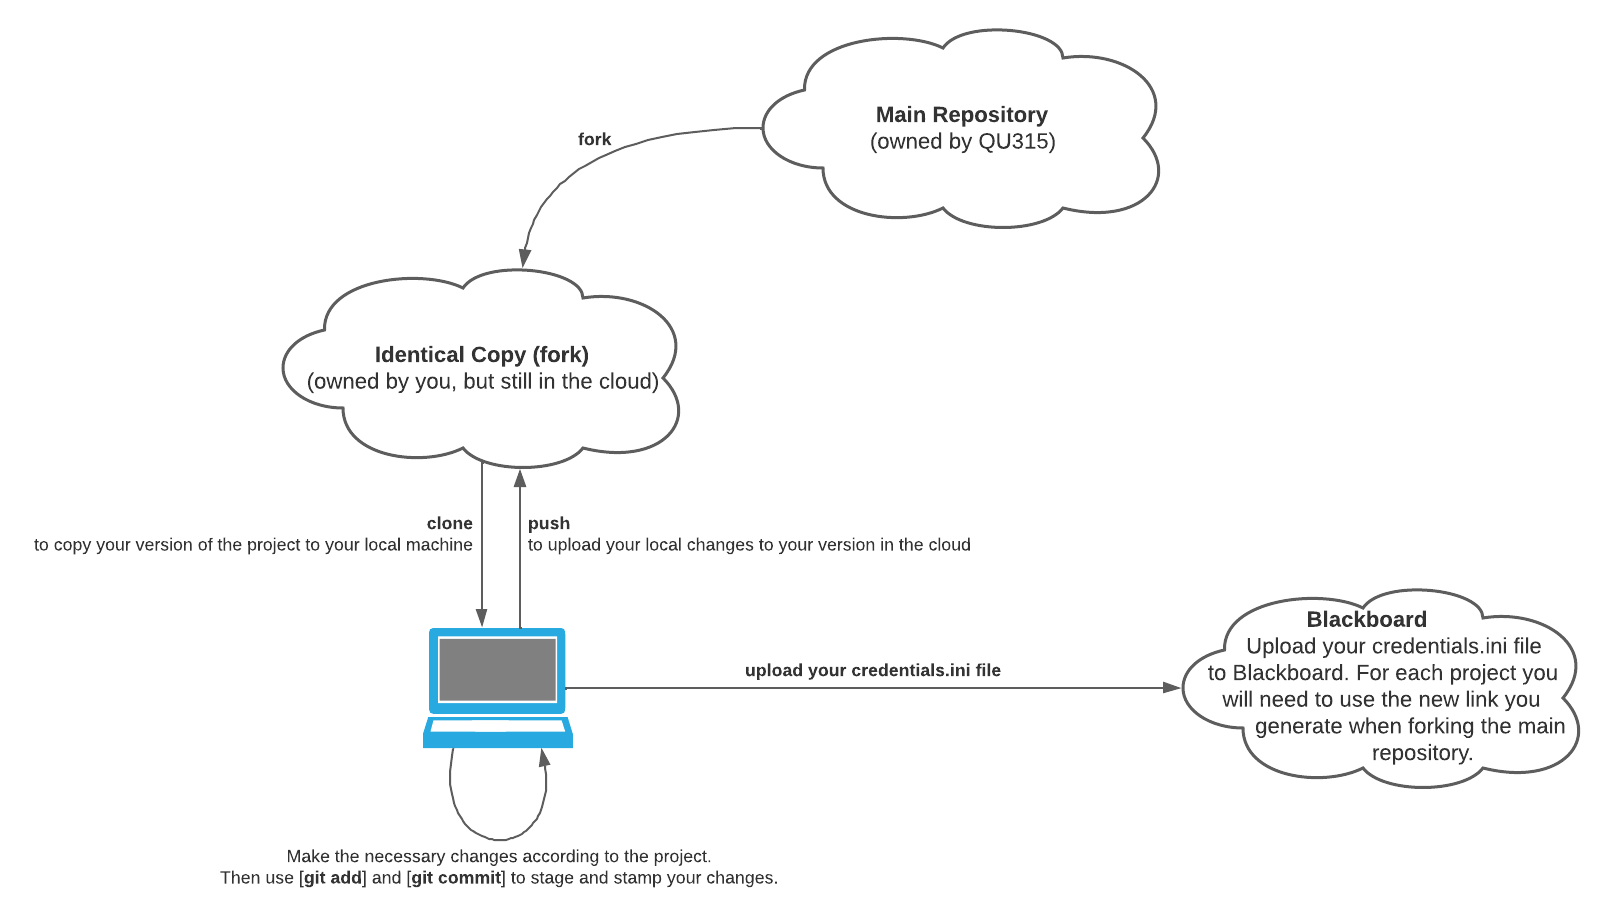 Main Repository
(owned by QU315)
fork
Identical Copy (fork)
(owned by you, but still in the cloud)
clone
to copy your version of the project to your local machine
push
to upload your local changes to your version in the cloud
Blackboard
Upload your credentials.ini file
to Blackboard. For each project you
will need to use the new link you
generate when forking the main
repository.
upload your credentials.ini file
Make the necessary changes according to the project.
Then use [git add] and [git commit] to stage and stamp your changes.